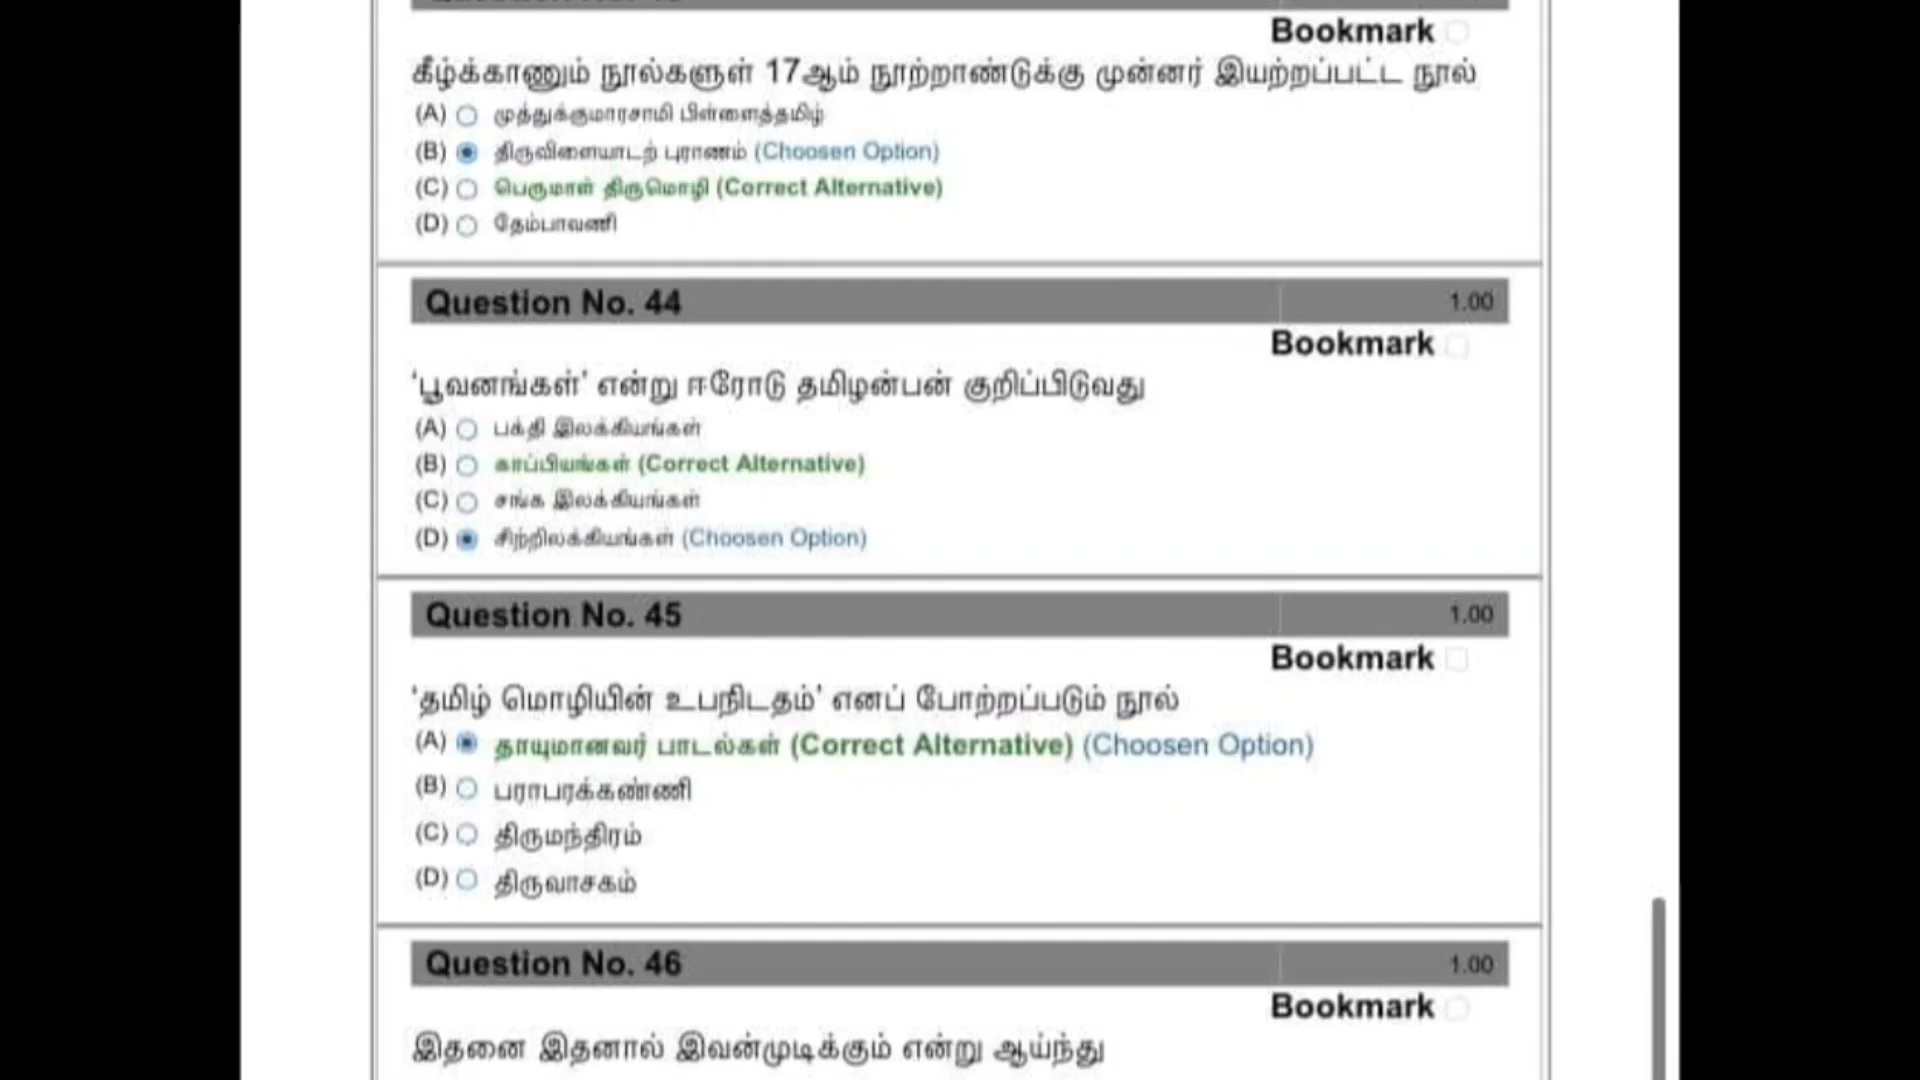 Bookmark
கீழ்க்காணும் நூல்களுள் 17ஆம் நூற்றாண்டுக்கு முன்னர் இயற்றப்பட்ட நூல்
(A) முத்துக்குமாரசாமி பிள்ளைத்தமிழ்
(B) திருவிளையாடற் புராணம் (Choosen Option)
(C) பெருமாள் திருமொழி (Correct Alternative)
(D) தேம்பாவணி
Question No. 44 1.00
Bookmark
‘பூவனங்கள்’ என்று ஈரோடு தமிழன்பன் குறிப்பிடுவது
(A) பக்தி இலக்கியங்கள்
(B) காப்பியங்கள் (Correct Alternative)
(C) சங்க இலக்கியங்கள்
(D) சிற்றிலக்கியங்கள் (Choosen Option)
Question No. 45 1.00
Bookmark
‘தமிழ் மொழியின் உபநிடதம்’ எனப் போற்றப்படும் நூல்
(A) தாயுமானவர் பாடல்கள் (Correct Alternative) (Choosen Option)
(B) பராபரக்கண்ணி
(C) திருமந்திரம்
(D) திருவாசகம்
Question No. 46 1.00
Bookmark
இதனை இதனால் இவன்முடிக்கும் என்று ஆய்ந்து